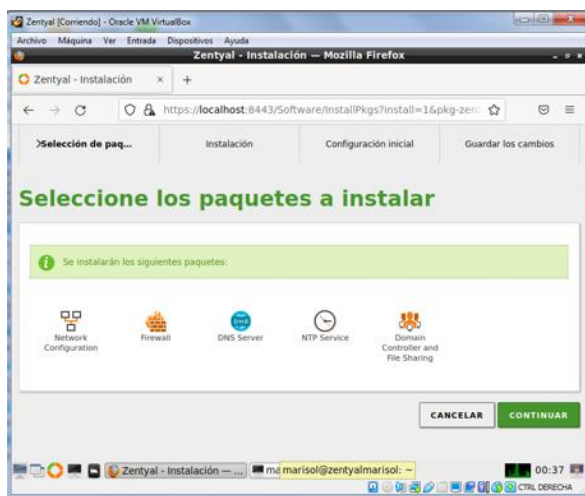 Zentyal [Corriendo] - Oracle VM VirtualBox
Archivo Máquina Ver Entrada Dispositivos Ayuda
Zentyal - Instalación — Mozilla Firefox
Zentyal - Instalación × +
https://localhost:8443/Software/InstallPkgs?install=1&pkg-zen
Selección de paq... Instalación Configuración inicial Guardar los cambios
Seleccione los paquetes a instalar
Se instalarán los siguientes paquetes:
Network Configuration
Firewall
DNS
DNS Server
NTP Service
Domain Controller and File Sharing
CANCELAR CONTINUAR
Zentyal - Instalación — ... ma marisol@zentyalmarisol: ~ 00:37
CTRL DERECHA